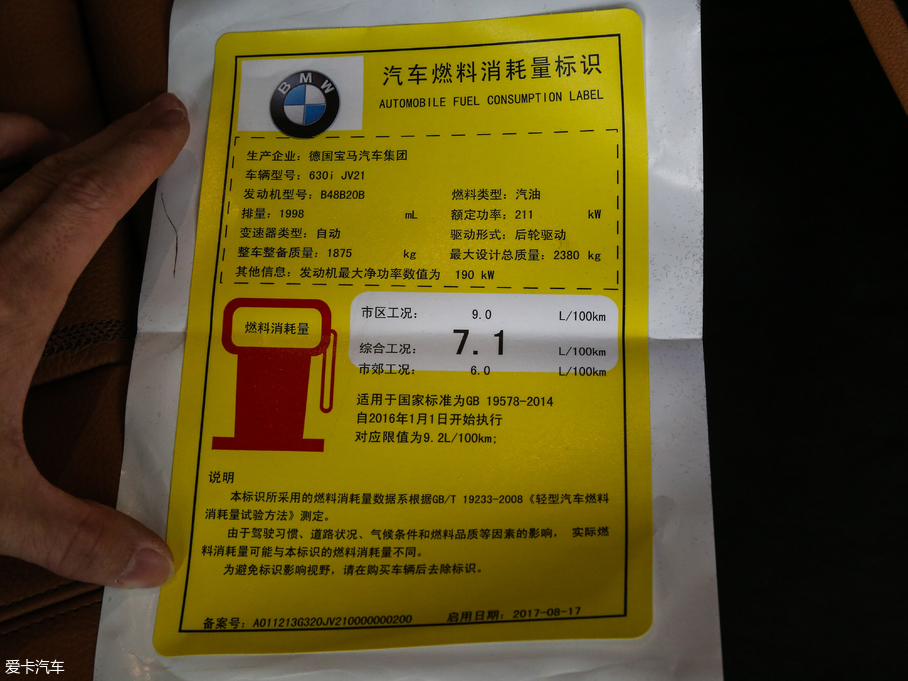 BMW
汽车燃料消耗量标识
AUTOMOBILE FUEL CONSUMPTION LABEL
生产企业：德国宝马汽车集团
车辆型号：630i JV21
发动机型号：B48B20B 燃料类型：汽油
排量：1998 mL 额定功率：211 kW
变速器类型：自动 驱动形式：后轮驱动
整车整备质量：1875 kg 最大设计总质量：2380 kg
其他信息：发动机最大净功率数值为 190 kW
燃料消耗量
市区工况： 9.0 L/100km
综合工况： 7.1 L/100km
市郊工况： 6.0 L/100km
适用于国家标准为GB 19578-2014
自2016年1月1日开始执行
对应限值为9.2L/100km;
说明
本标识所采用的燃料消耗量数据系根据GB/T 19233-2008《轻型汽车燃料
消耗量试验方法》测定。
由于驾驶习惯、道路状况、气候条件和燃料品质等因素的影响， 实际燃
料消耗量可能与本标识的燃料消耗量不同。
为避免标识影响视野，请在购买车辆后去除标识。
备案号：A011213G320JV210000000200 启用日期：2017-08-17
爱卡汽车